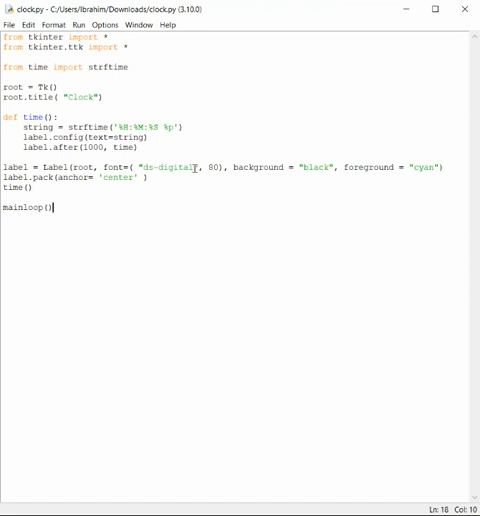 clock.py - C:/Users/Ibrahim/Downloads/clock.py (3.10.0)
File Edit Format Run Options Window Help
from tkinter import *
from tkinter.ttk import *
from time import strftime
root = Tk()
root.title( "Clock")
def time():
    string = strftime('%H:%M:%S %p')
    label.config(text=string)
    label.after(1000, time)
label = Label(root, font=( "ds-digital", 80), background = "black", foreground = "cyan")
label.pack(anchor= 'center' )
time()
mainloop()
Ln: 18 Col: 10